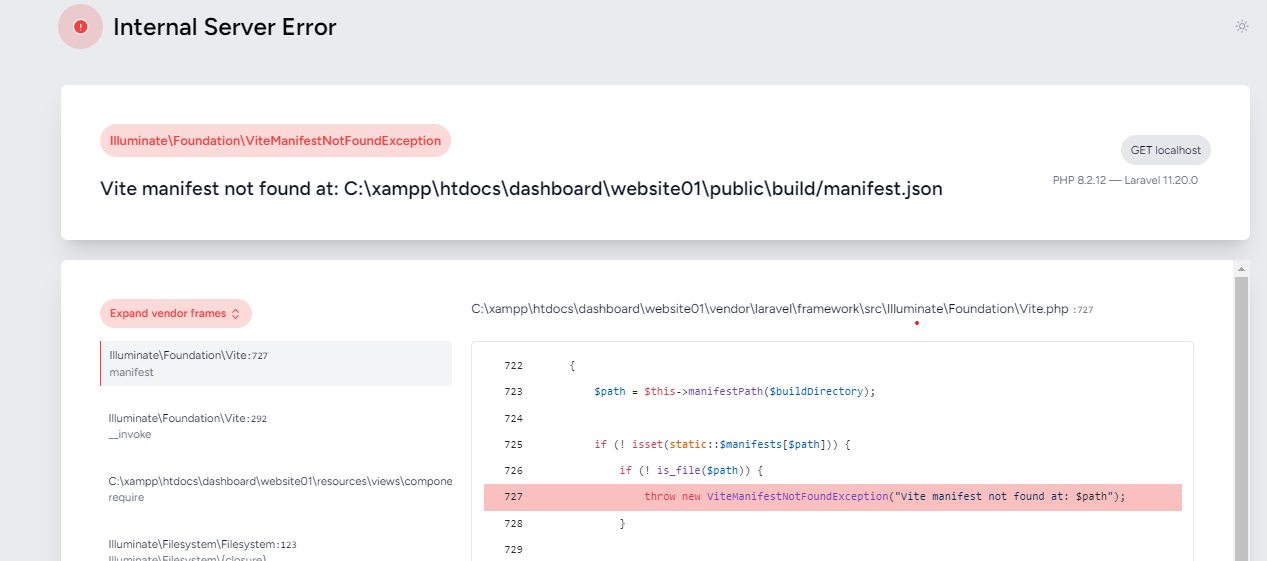 Internal Server Error
Illuminate\Foundation\ViteManifestNotFoundException
GET localhost
Vite manifest not found at: C:\xampp\htdocs\dashboard\website01\public\build/manifest.json
PHP 8.2.12 — Laravel 11.20.0
Expand vendor frames
Illuminate\Foundation\Vite:727
manifest
Illuminate\Foundation\Vite:292
__invoke
C:\xampp\htdocs\dashboard\website01\resources\views\compone
require
Illuminate\Filesystem\Filesystem:123
Illuminate\Filesystem\{closure}
C:\xampp\htdocs\dashboard\website01\vendor\laravel\framework\src\Illuminate\Foundation\Vite.php :727
722 {
723 $path = $this->manifestPath($buildDirectory);
724
725 if (! isset(static::$manifests[$path])) {
726 if (! is_file($path)) {
727 throw new ViteManifestNotFoundException("Vite manifest not found at: $path");
728 }
729